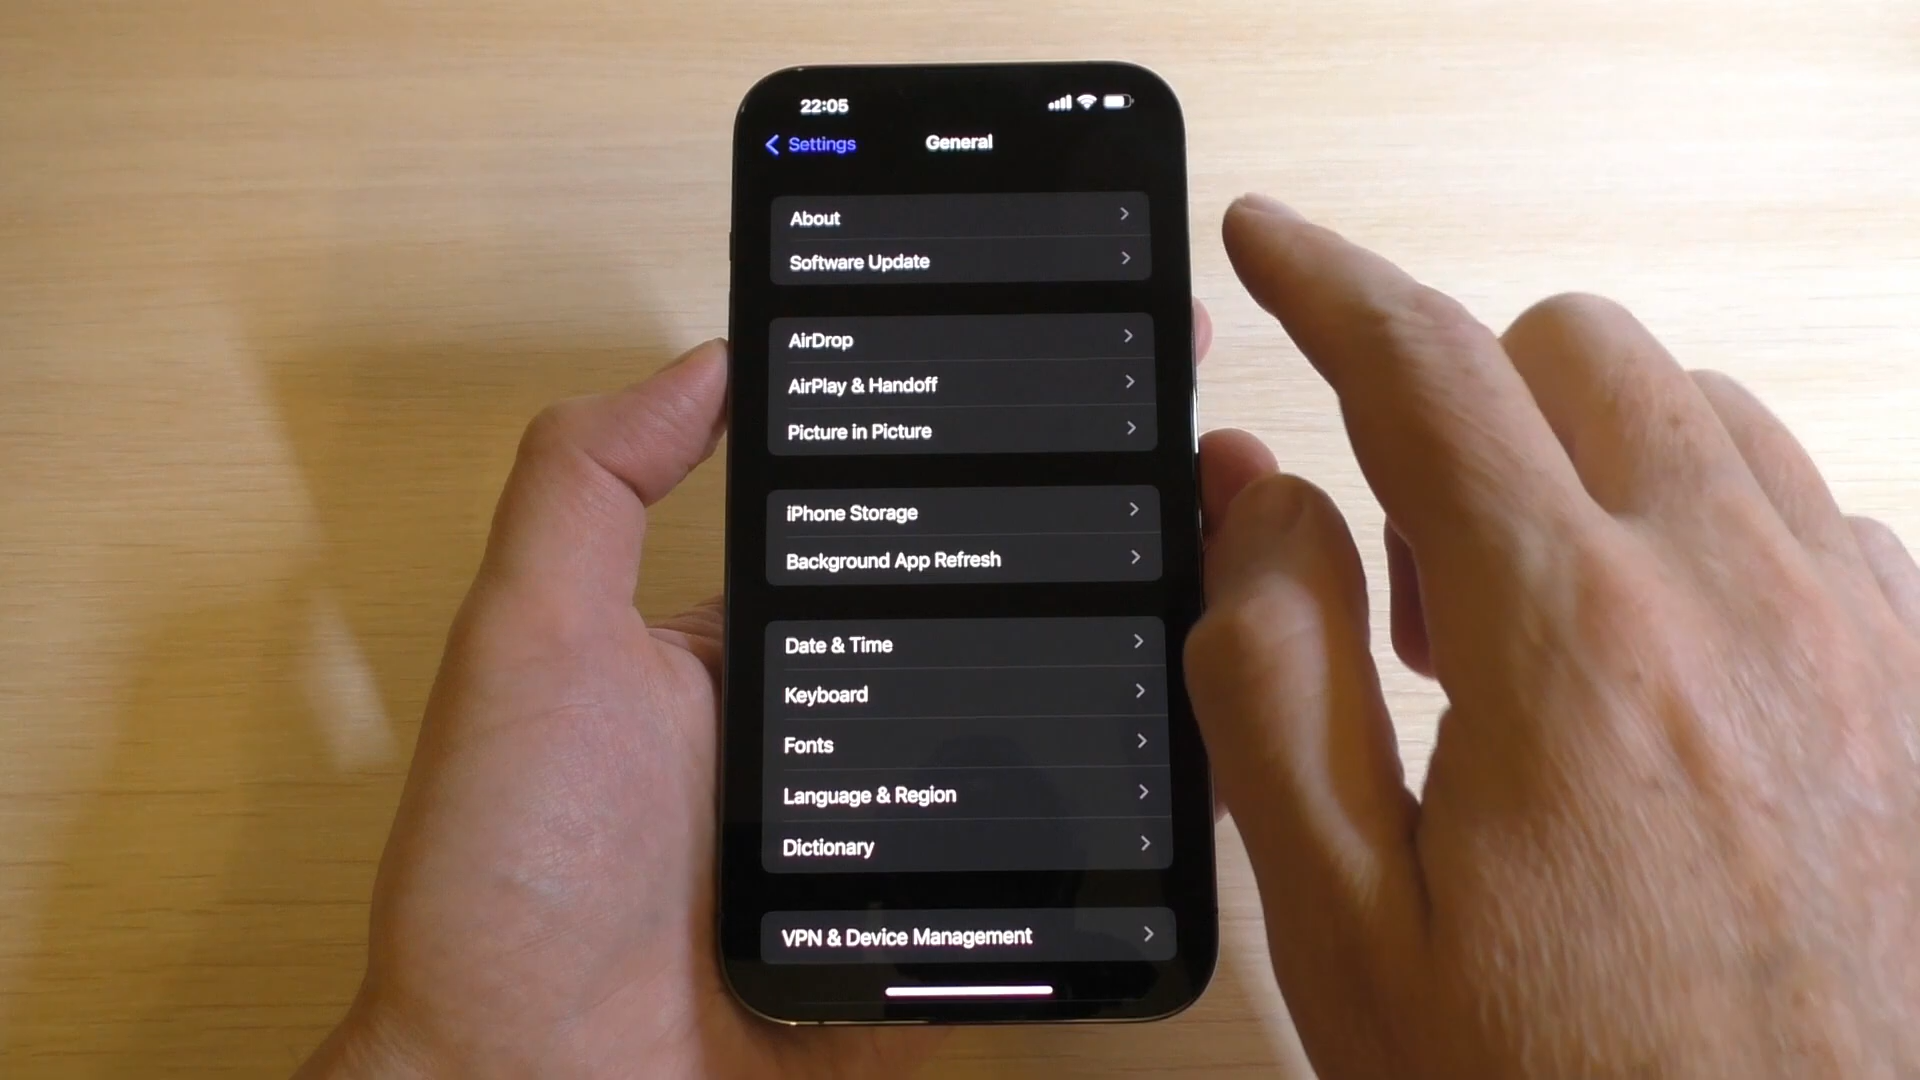 22:05
Settings
General
About
Software Update
AirDrop
AirPlay & Handoff
Picture in Picture
iPhone Storage
Background App Refresh
Date & Time
Keyboard
Fonts
Language & Region
Dictionary
VPN & Device Management